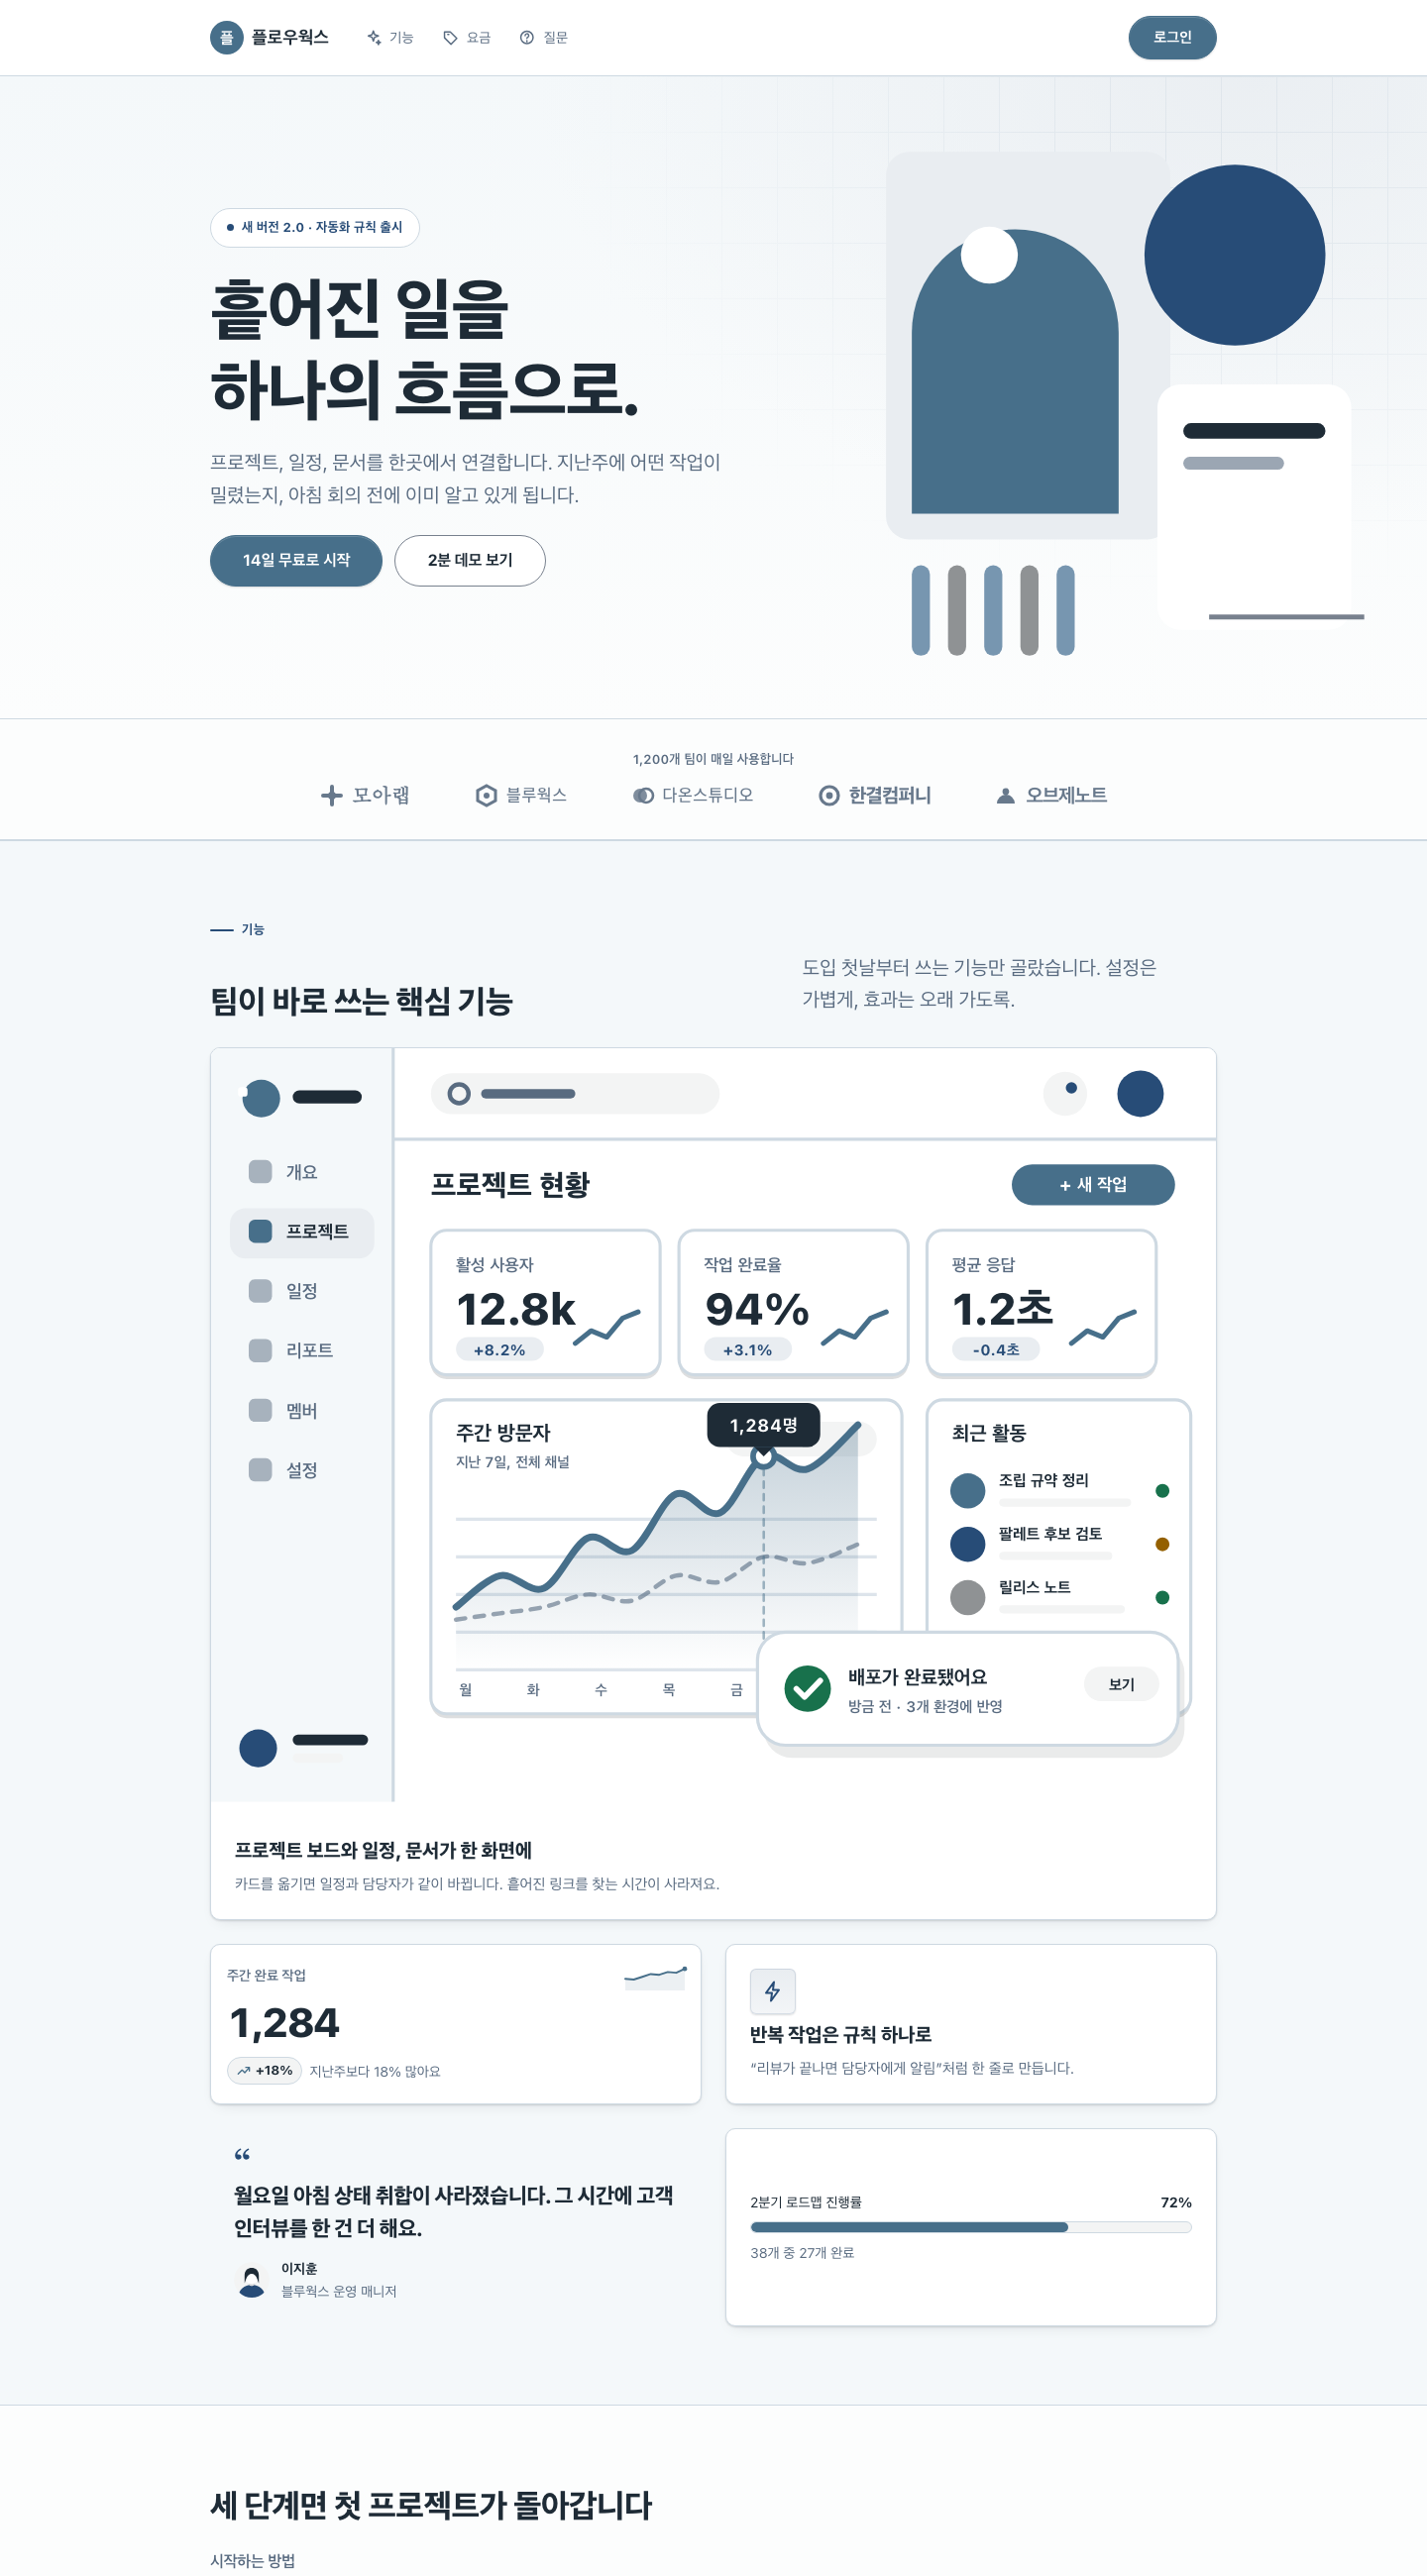 플 플로우웍스 기능 요금 질문 로그인
새 버전 2.0 · 자동화 규칙 출시
흩어진 일을
하나의 흐름으로.
프로젝트, 일정, 문서를 한곳에서 연결합니다. 지난주에 어떤 작업이
밀렸는지, 아침 회의 전에 이미 알고 있게 됩니다.
14일 무료로 시작 2분 데모 보기
1,200개 팀이 매일 사용합니다
모아랩 블루웍스 다온스튜디오 한결컴퍼니 오브제노트
기능
팀이 바로 쓰는 핵심 기능
도입 첫날부터 쓰는 기능만 골랐습니다. 설정은
가볍게, 효과는 오래 가도록.
개요
프로젝트
일정
리포트
멤버
설정
프로젝트 현황
+ 새 작업
활성 사용자
12.8k
+8.2%
작업 완료율
94%
+3.1%
평균 응답
1.2초
-0.4초
주간 방문자
지난 7일, 전체 채널
1,284명
월 화 수 목 금
최근 활동
조립 규약 정리
팔레트 후보 검토
릴리스 노트
배포가 완료됐어요
방금 전 · 3개 환경에 반영
보기
프로젝트 보드와 일정, 문서가 한 화면에
카드를 옮기면 일정과 담당자가 같이 바뀝니다. 흩어진 링크를 찾는 시간이 사라져요.
주간 완료 작업
1,284
+18% 지난주보다 18% 많아요
반복 작업은 규칙 하나로
“리뷰가 끝나면 담당자에게 알림”처럼 한 줄로 만듭니다.
“
월요일 아침 상태 취합이 사라졌습니다. 그 시간에 고객
인터뷰를 한 건 더 해요.
이지훈
블루웍스 운영 매니저
2분기 로드맵 진행률 72%
38개 중 27개 완료
세 단계면 첫 프로젝트가 돌아갑니다
시작하는 방법